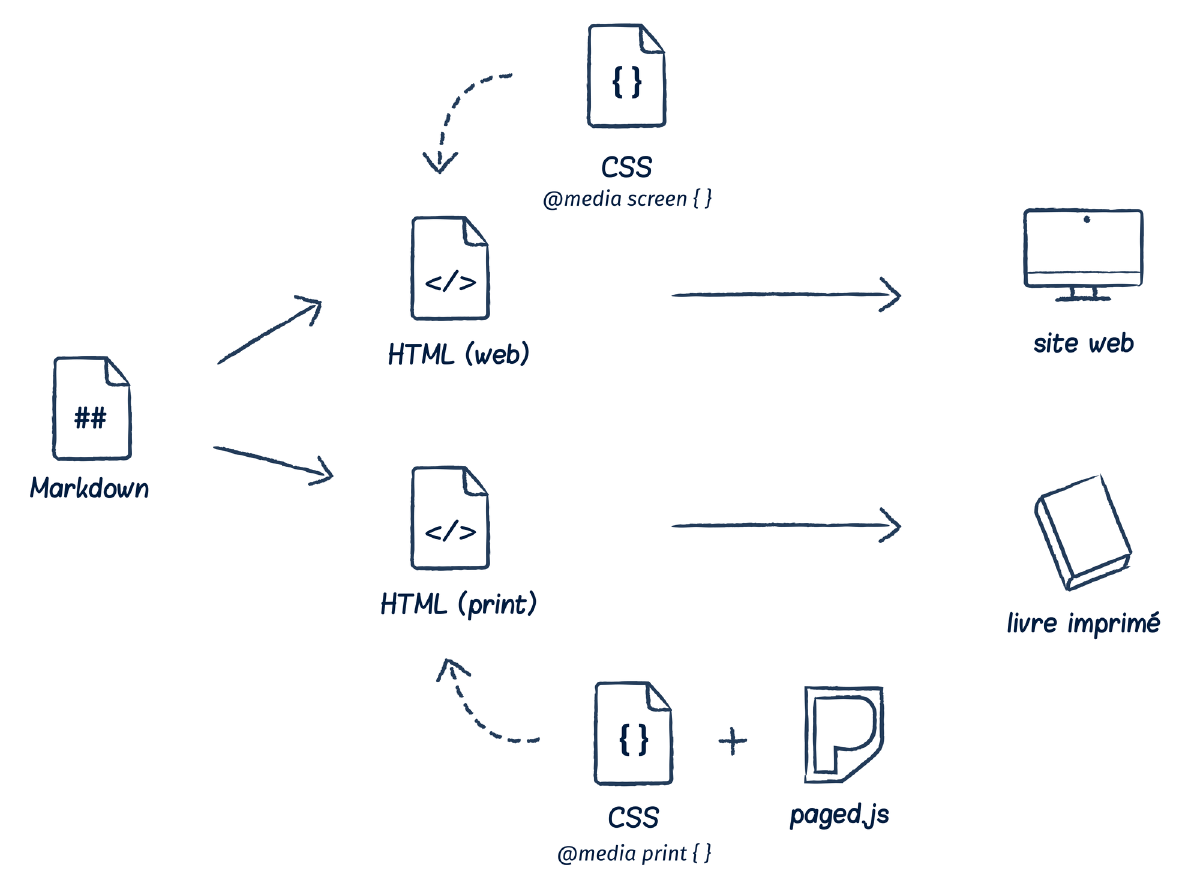 { }
CSS
@media screen { }
</>
HTML (web)
site web
##
Markdown
</>
HTML (print)
livre imprimé
{ }
+
P
CSS
paged.js
@media print { }